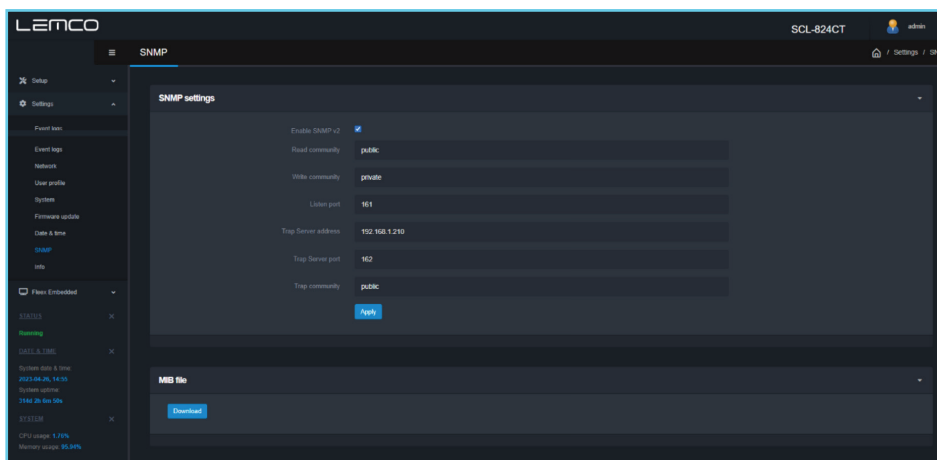 LEMCO
SCL-824CT
admin
SNMP
/ Settings / SN
Setup
Settings
Event logs
Event logs
Network
User profile
System
Firmware update
Date & time
SNMP
Info
Fleex Embedded
STATUS
Running
DATE & TIME
System date & time:
2023-04-26, 14:55
System uptime:
314d 2h 6m 50s
SYSTEM
CPU usage: 1.76%
Memory usage: 95.94%
SNMP settings
Enable SNMP v2
Read community
public
Write community
private
Listen port
161
Trap Server address
192.168.1.210
Trap Server port
162
Trap community
public
Apply
MIB file
Download